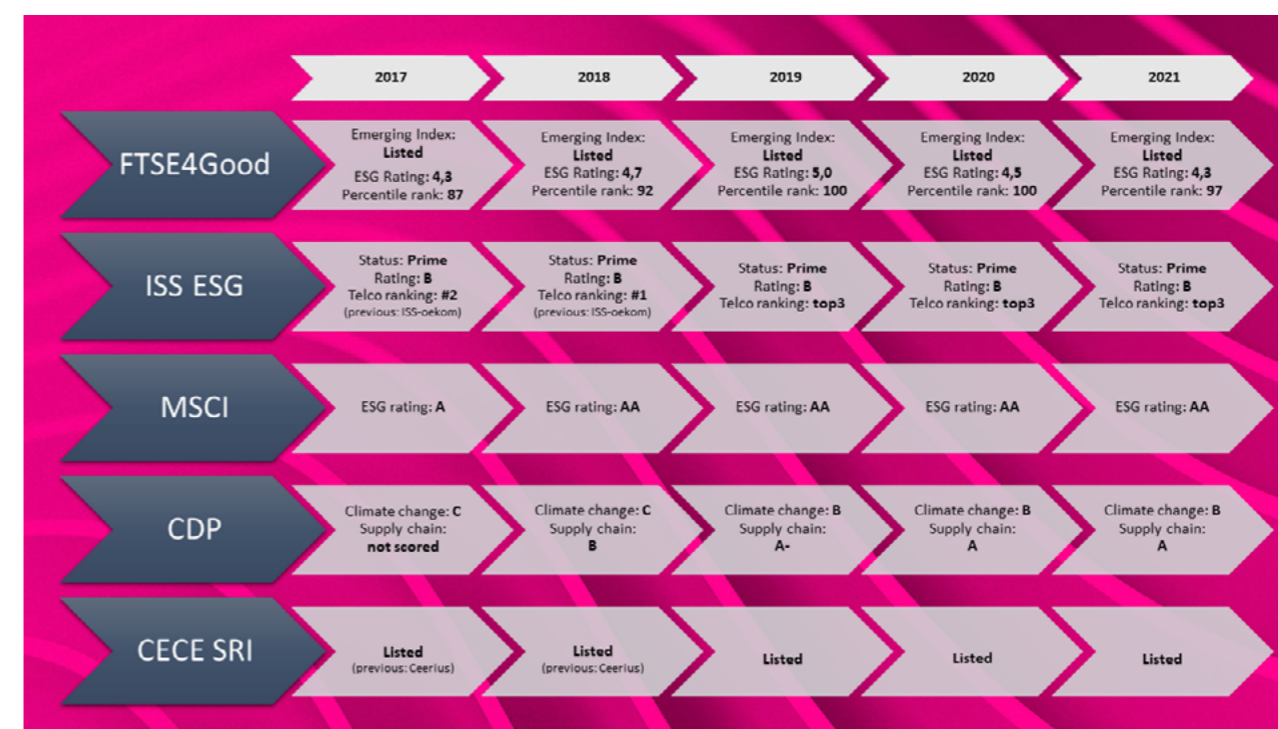 2017
2018
2019
2020
2021
FTSE4Good
Emerging Index:
Listed
ESG Rating: 4,3
Percentile rank: 87
Emerging Index:
Listed
ESG Rating: 4,7
Percentile rank: 92
Emerging Index:
Listed
ESG Rating: 5,0
Percentile rank: 100
Emerging Index:
Listed
ESG Rating: 4,5
Percentile rank: 100
Emerging Index:
Listed
ESG Rating: 4,3
Percentile rank: 97
ISS ESG
Status: Prime
Rating: B
Telco ranking: #2
(previous: ISS-oekom)
Status: Prime
Rating: B
Telco ranking: #1
(previous: ISS-oekom)
Status: Prime
Rating: B
Telco ranking: top3
Status: Prime
Rating: B
Telco ranking: top3
Status: Prime
Rating: B
Telco ranking: top3
MSCI
ESG rating: A
ESG rating: AA
ESG rating: AA
ESG rating: AA
ESG rating: AA
CDP
Climate change: C
Supply chain:
not scored
Climate change: C
Supply chain:
B
Climate change: B
Supply chain:
A-
Climate change: B
Supply chain:
A
Climate change: B
Supply chain:
A
CECE SRI
Listed
(previous: Ceerius)
Listed
(previous: Ceerius)
Listed
Listed
Listed